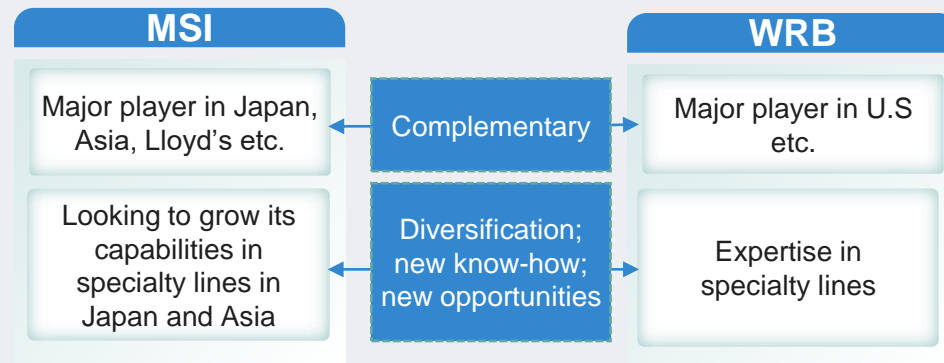 MSI
WRB
Major player in Japan,
Asia, Lloyd's etc.
Complementary
Major player in U.S
etc.
Looking to grow its
capabilities in
specialty lines in
Japan and Asia
Diversification;
new know-how;
new opportunities
Expertise in
specialty lines